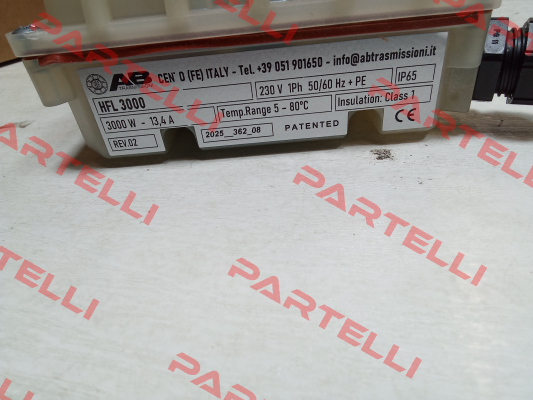 AB
TRASMISSIONI
CEN O (FE) ITALY - Tel. +39 051 901650 - info@abtrasmissioni.it
HFL 3000
230 V 1Ph 50/60 Hz + PE
IP65
3000 W - 13,4 A
Temp.Range 5 - 80°C
Insulation: Class 1
REV.02
2025__362_08
PATENTED
CE
PARTELLI
PARTELLI
PARTELLI
PARTELLI
PARTELLI
PARTELLI